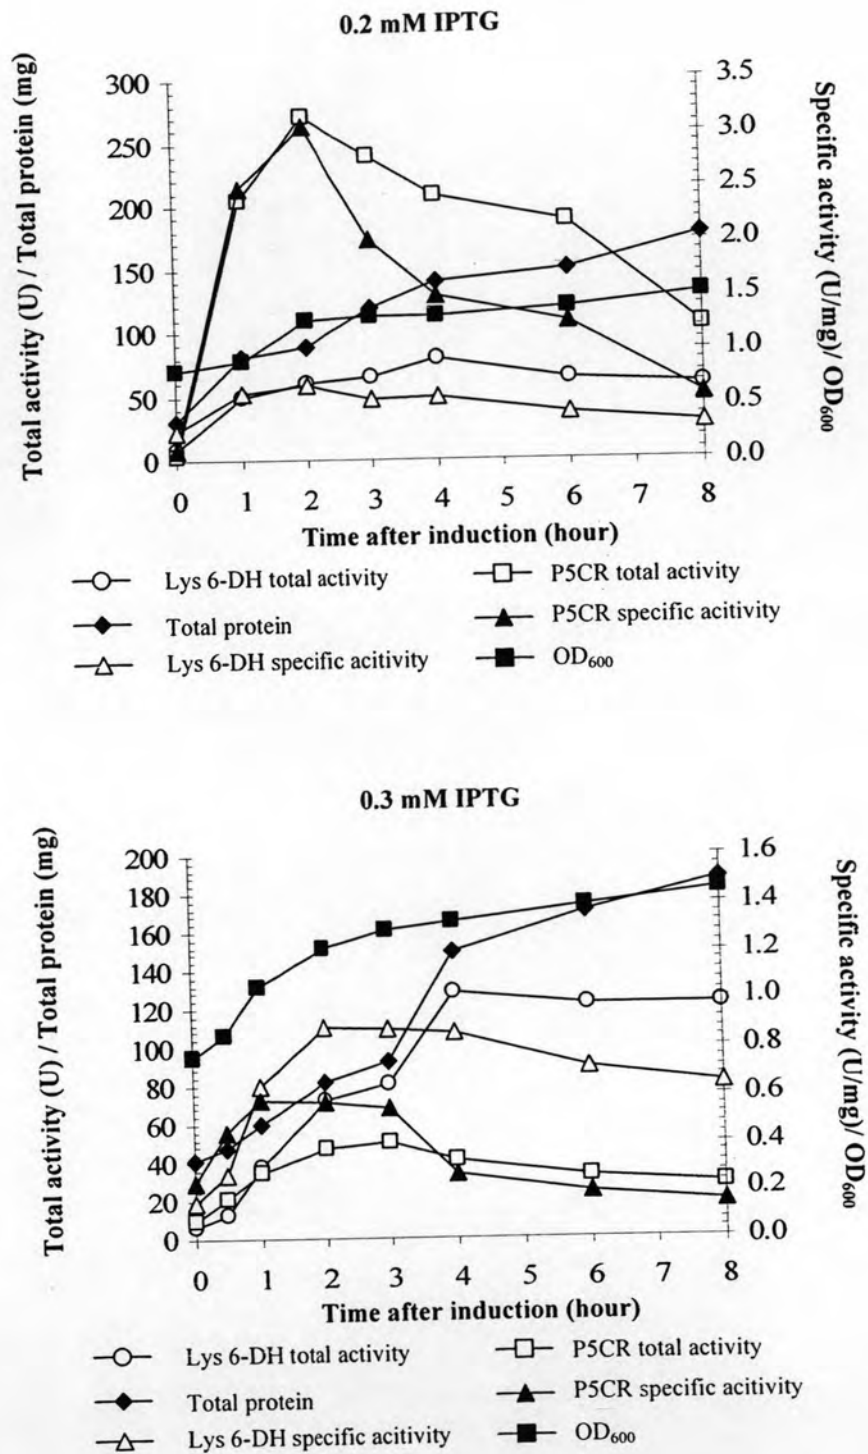 0.2 mM IPTG
Total activity (U) / Total protein (mg)
300
250
200
150
100
50
0
3.5
3.0
2.5
2.0
1.5
1.0
0.5
0.0
Specific activity (U/mg)/ OD600
0 1 2 3 4 5 6 7 8
Time after induction (hour)
Lys 6-DH total activity
P5CR total activity
Total protein
P5CR specific acitivity
Lys 6-DH specific acitivity
OD600
0.3 mM IPTG
Total activity (U) / Total protein (mg)
200
180
160
140
120
100
80
60
40
20
0
1.6
1.4
1.2
1.0
0.8
0.6
0.4
0.2
0.0
Specific activity (U/mg)/ OD600
0 1 2 3 4 5 6 7 8
Time after induction (hour)
Lys 6-DH total activity
P5CR total activity
Total protein
P5CR specific acitivity
Lys 6-DH specific acitivity
OD600